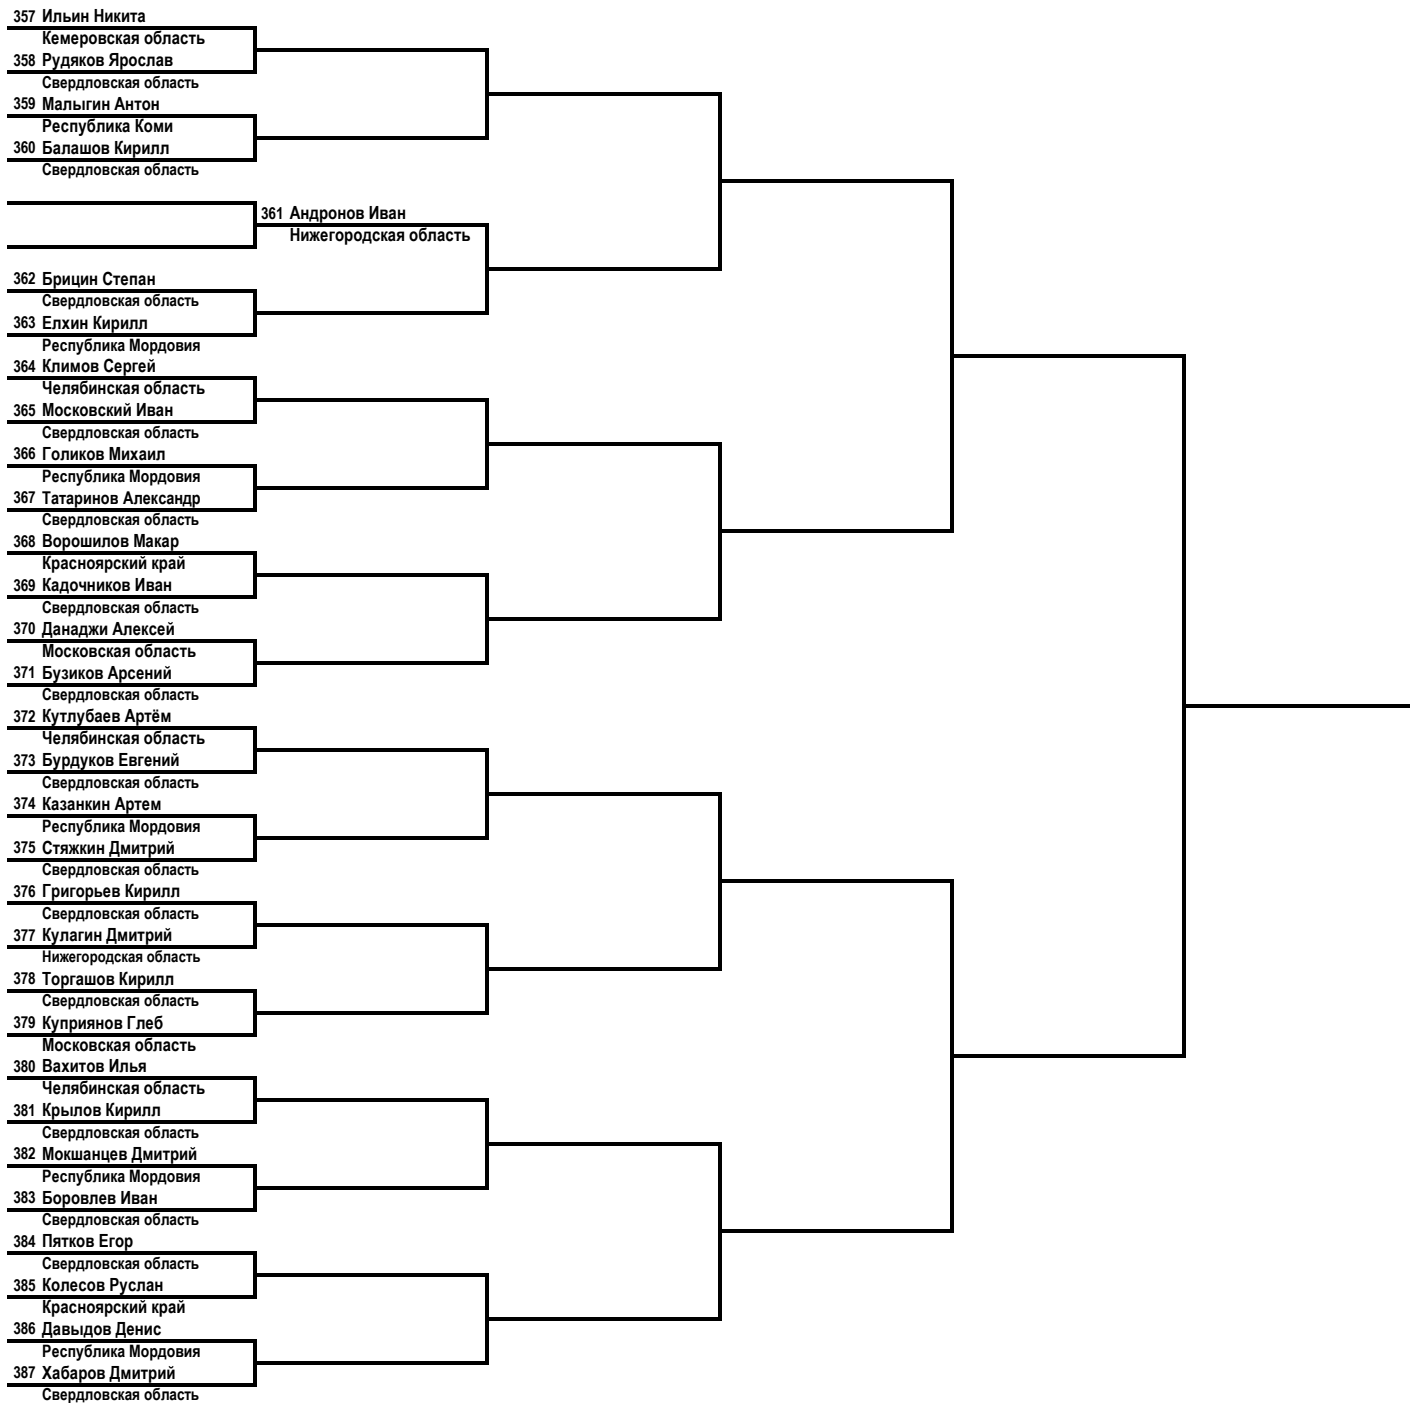 357 Ильин Никита
Кемеровская область
358 Рудяков Ярослав
Свердловская область
359 Малыгин Антон
Республика Коми
360 Балашов Кирилл
Свердловская область
361 Андронов Иван
Нижегородская область
362 Брицин Степан
Свердловская область
363 Елхин Кирилл
Республика Мордовия
364 Климов Сергей
Челябинская область
365 Московский Иван
Свердловская область
366 Голиков Михаил
Республика Мордовия
367 Татаринов Александр
Свердловская область
368 Ворошилов Макар
Красноярский край
369 Кадочников Иван
Свердловская область
370 Данаджи Алексей
Московская область
371 Бузиков Арсений
Свердловская область
372 Кутлубаев Артём
Челябинская область
373 Бурдуков Евгений
Свердловская область
374 Казанкин Артем
Республика Мордовия
375 Стяжкин Дмитрий
Свердловская область
376 Григорьев Кирилл
Свердловская область
377 Кулагин Дмитрий
Нижегородская область
378 Торгашов Кирилл
Свердловская область
379 Куприянов Глеб
Московская область
380 Вахитов Илья
Челябинская область
381 Крылов Кирилл
Свердловская область
382 Мокшанцев Дмитрий
Республика Мордовия
383 Боровлев Иван
Свердловская область
384 Пятков Егор
Свердловская область
385 Колесов Руслан
Красноярский край
386 Давыдов Денис
Республика Мордовия
387 Хабаров Дмитрий
Свердловская область